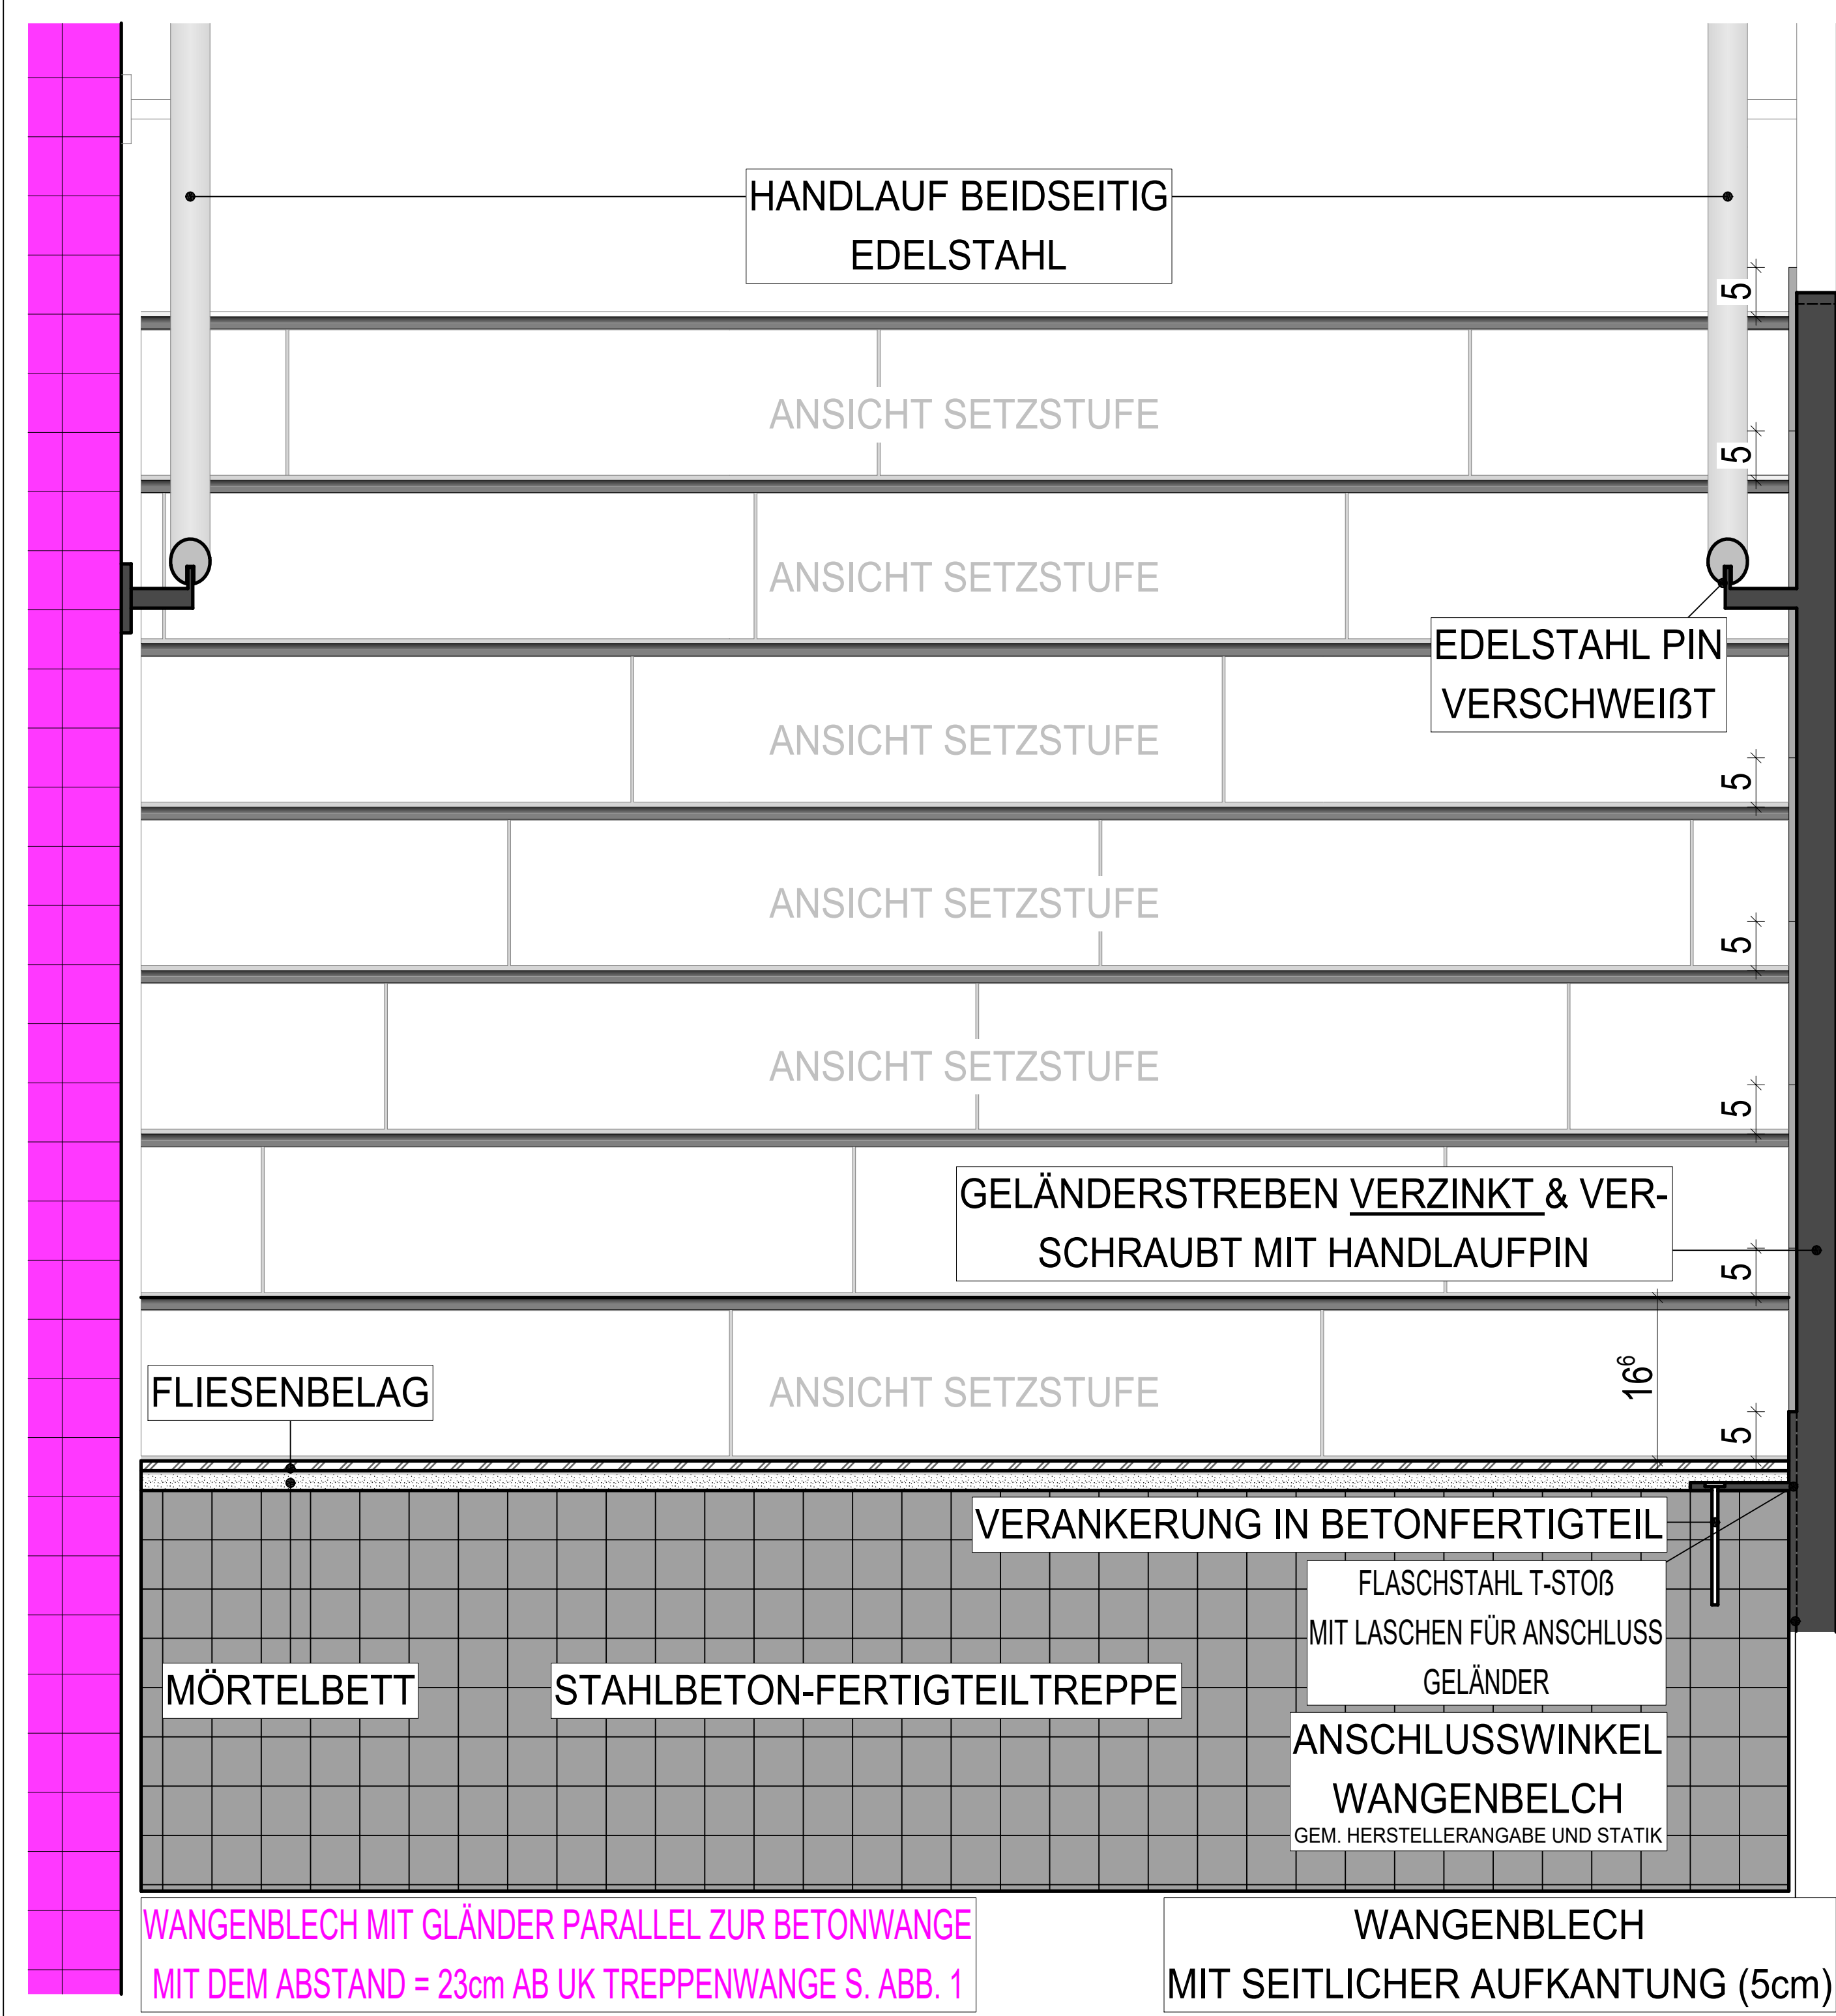 HANDLAUF BEIDSEITIG
EDELSTAHL
5
ANSICHT SETZSTUFE
5
ANSICHT SETZSTUFE
EDELSTAHL PIN
VERSCHWEIßT
ANSICHT SETZSTUFE
5
ANSICHT SETZSTUFE
5
ANSICHT SETZSTUFE
5
GELÄNDERSTREBEN VERZINKT & VER-
SCHRAUBT MIT HANDLAUFPIN
5
16⁶
FLIESENBELAG
ANSICHT SETZSTUFE
5
VERANKERUNG IN BETONFERTIGTEIL
FLASCHSTAHL T-STOß
MIT LASCHEN FÜR ANSCHLUSS
GELÄNDER
MÖRTELBETT
STAHLBETON-FERTIGTEILTREPPE
ANSCHLUSSWINKEL
WANGENBELCH
GEM. HERSTELLERANGABE UND STATIK
WANGENBLECH MIT GLÄNDER PARALLEL ZUR BETONWANGE
MIT DEM ABSTAND = 23cm AB UK TREPPENWANGE S. ABB. 1
WANGENBLECH
MIT SEITLICHER AUFKANTUNG (5cm)